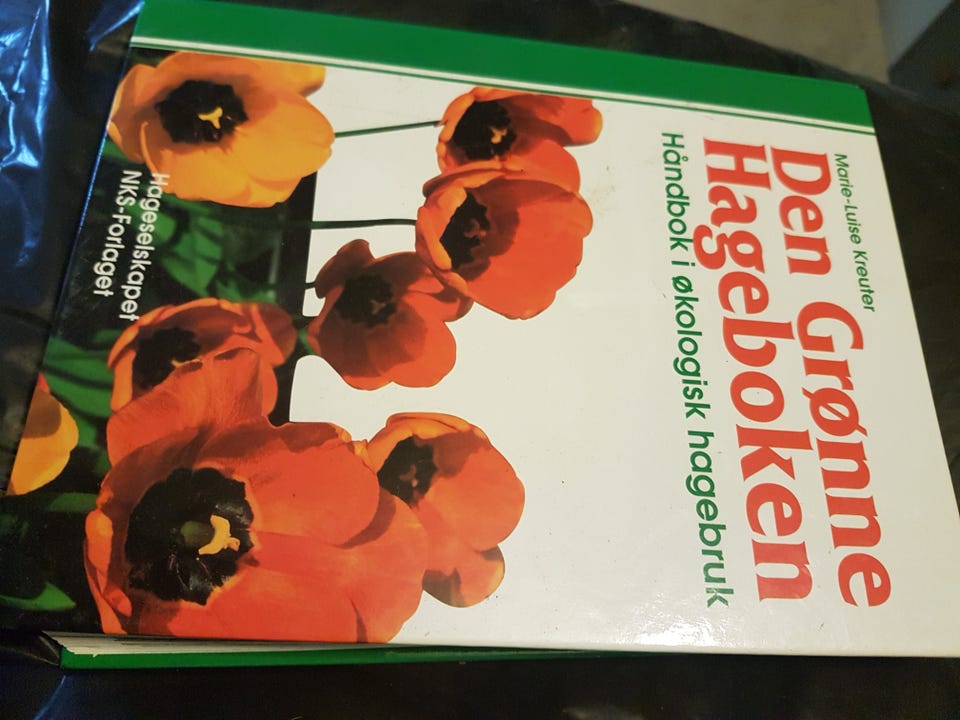 Marie-Luise Kreuter
Den Grønne
Hageboken
Håndbok i økologisk hagebruk
Hageselskapet
NKS-Forlaget